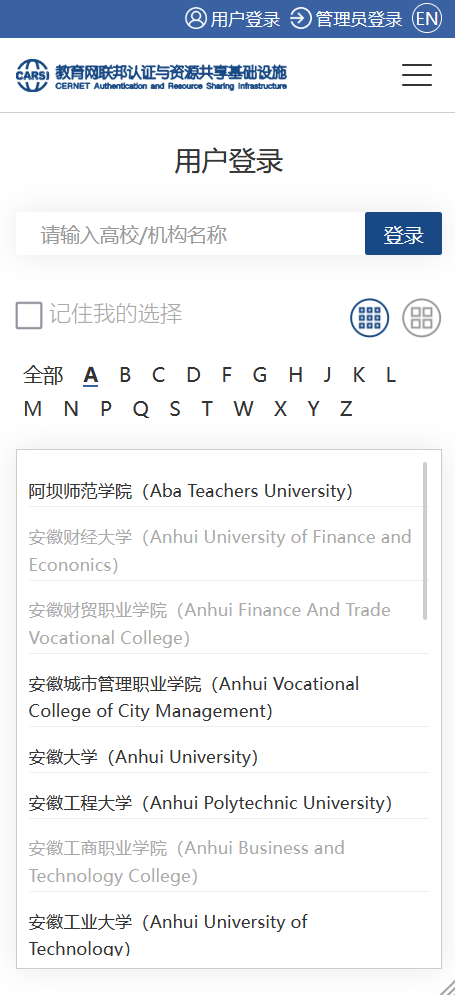 用户登录 管理员登录 EN
CARSI 教育网联邦认证与资源共享基础设施
CERNET Authentication and Resource Sharing Infrastructure
用户登录
请输入高校/机构名称 登录
记住我的选择
全部 A B C D F G H J K L
M N P Q S T W X Y Z
阿坝师范学院（Aba Teachers University）
安徽财经大学（Anhui University of Finance and
Econonics）
安徽财贸职业学院（Anhui Finance And Trade
Vocational College）
安徽城市管理职业学院（Anhui Vocational
College of City Management）
安徽大学（Anhui University）
安徽工程大学（Anhui Polytechnic University）
安徽工商职业学院（Anhui Business and
Technology College）
安徽工业大学（Anhui University of
Technology）